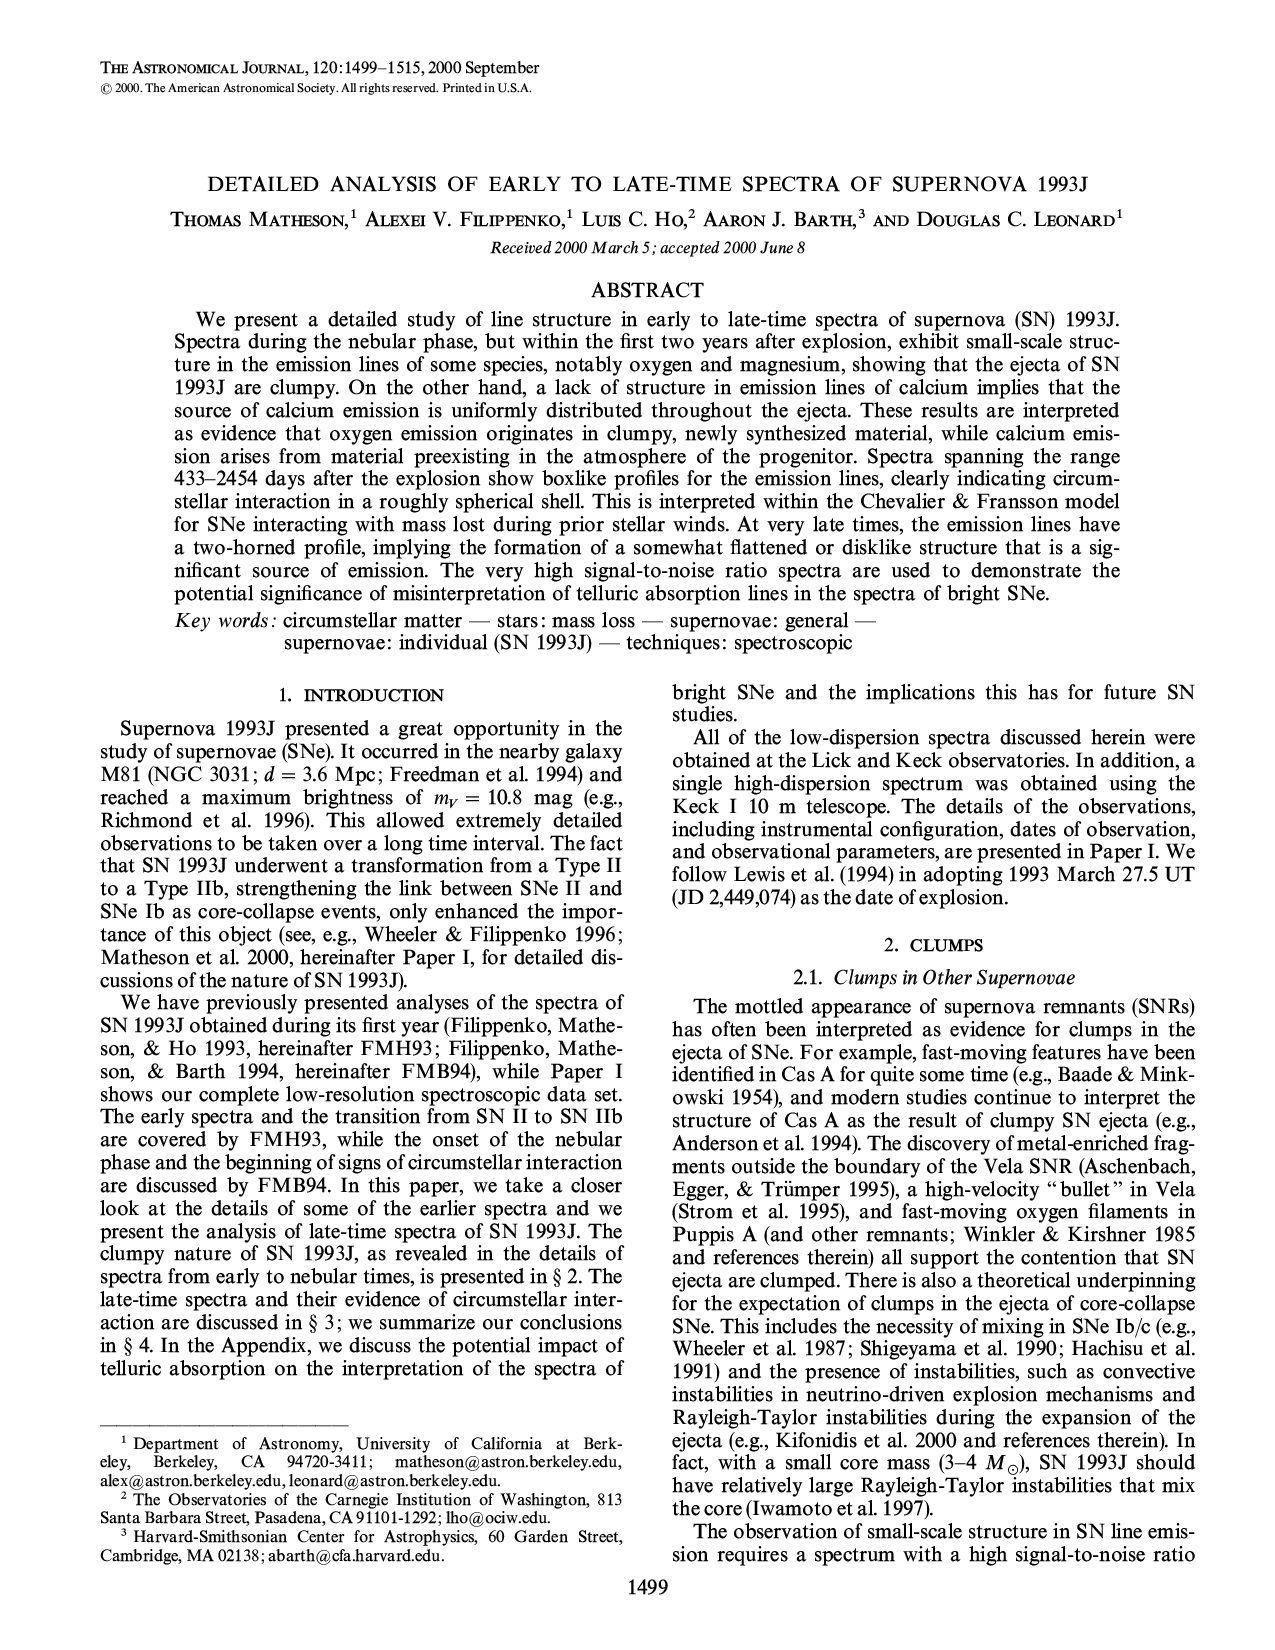 THE ASTRONOMICAL JOURNAL, 120:1499–1515, 2000 September
© 2000. The American Astronomical Society. All rights reserved. Printed in U.S.A.
DETAILED ANALYSIS OF EARLY TO LATE-TIME SPECTRA OF SUPERNOVA 1993J
THOMAS MATHESON,1 ALEXEI V. FILIPPENKO,1 LUIS C. HO,2 AARON J. BARTH,3 AND DOUGLAS C. LEONARD1
Received 2000 March 5; accepted 2000 June 8
ABSTRACT
We present a detailed study of line structure in early to late-time spectra of supernova (SN) 1993J.
Spectra during the nebular phase, but within the first two years after explosion, exhibit small-scale struc-
ture in the emission lines of some species, notably oxygen and magnesium, showing that the ejecta of SN
1993J are clumpy. On the other hand, a lack of structure in emission lines of calcium implies that the
source of calcium emission is uniformly distributed throughout the ejecta. These results are interpreted
as evidence that oxygen emission originates in clumpy, newly synthesized material, while calcium emis-
sion arises from material preexisting in the atmosphere of the progenitor. Spectra spanning the range
433–2454 days after the explosion show boxlike profiles for the emission lines, clearly indicating circum-
stellar interaction in a roughly spherical shell. This is interpreted within the Chevalier & Fransson model
for SNe interacting with mass lost during prior stellar winds. At very late times, the emission lines have
a two-horned profile, implying the formation of a somewhat flattened or disklike structure that is a sig-
nificant source of emission. The very high signal-to-noise ratio spectra are used to demonstrate the
potential significance of misinterpretation of telluric absorption lines in the spectra of bright SNe.
Key words: circumstellar matter — stars: mass loss — supernovae: general —
supernovae: individual (SN 1993J) — techniques: spectroscopic
1. INTRODUCTION
Supernova 1993J presented a great opportunity in the
study of supernovae (SNe). It occurred in the nearby galaxy
M81 (NGC 3031; d = 3.6 Mpc; Freedman et al. 1994) and
reached a maximum brightness of mV = 10.8 mag (e.g.,
Richmond et al. 1996). This allowed extremely detailed
observations to be taken over a long time interval. The fact
that SN 1993J underwent a transformation from a Type II
to a Type IIb, strengthening the link between SNe II and
SNe Ib as core-collapse events, only enhanced the impor-
tance of this object (see, e.g., Wheeler & Filippenko 1996;
Matheson et al. 2000, hereinafter Paper I, for detailed dis-
cussions of the nature of SN 1993J).
We have previously presented analyses of the spectra of
SN 1993J obtained during its first year (Filippenko, Mathe-
son, & Ho 1993, hereinafter FMH93; Filippenko, Mathe-
son, & Barth 1994, hereinafter FMB94), while Paper I
shows our complete low-resolution spectroscopic data set.
The early spectra and the transition from SN II to SN IIb
are covered by FMH93, while the onset of the nebular
phase and the beginning of signs of circumstellar interaction
are discussed by FMB94. In this paper, we take a closer
look at the details of some of the earlier spectra and we
present the analysis of late-time spectra of SN 1993J. The
clumpy nature of SN 1993J, as revealed in the details of
spectra from early to nebular times, is presented in § 2. The
late-time spectra and their evidence of circumstellar inter-
action are discussed in § 3; we summarize our conclusions
in § 4. In the Appendix, we discuss the potential impact of
telluric absorption on the interpretation of the spectra of
1 Department of Astronomy, University of California at Berk-
eley, Berkeley, CA 94720-3411; matheson@astron.berkeley.edu,
alex@astron.berkeley.edu, leonard@astron.berkeley.edu.
2 The Observatories of the Carnegie Institution of Washington, 813
Santa Barbara Street, Pasadena, CA 91101-1292; lho@ociw.edu.
3 Harvard-Smithsonian Center for Astrophysics, 60 Garden Street,
Cambridge, MA 02138; abarth@cfa.harvard.edu.
bright SNe and the implications this has for future SN
studies.
All of the low-dispersion spectra discussed herein were
obtained at the Lick and Keck observatories. In addition, a
single high-dispersion spectrum was obtained using the
Keck I 10 m telescope. The details of the observations,
including instrumental configuration, dates of observation,
and observational parameters, are presented in Paper I. We
follow Lewis et al. (1994) in adopting 1993 March 27.5 UT
(JD 2,449,074) as the date of explosion.
2. CLUMPS
2.1. Clumps in Other Supernovae
The mottled appearance of supernova remnants (SNRs)
has often been interpreted as evidence for clumps in the
ejecta of SNe. For example, fast-moving features have been
identified in Cas A for quite some time (e.g., Baade & Mink-
owski 1954), and modern studies continue to interpret the
structure of Cas A as the result of clumpy SN ejecta (e.g.,
Anderson et al. 1994). The discovery of metal-enriched frag-
ments outside the boundary of the Vela SNR (Aschenbach,
Egger, & Trümper 1995), a high-velocity “bullet” in Vela
(Strom et al. 1995), and fast-moving oxygen filaments in
Puppis A (and other remnants; Winkler & Kirshner 1985
and references therein) all support the contention that SN
ejecta are clumped. There is also a theoretical underpinning
for the expectation of clumps in the ejecta of core-collapse
SNe. This includes the necessity of mixing in SNe Ib/c (e.g.,
Wheeler et al. 1987; Shigeyama et al. 1990; Hachisu et al.
1991) and the presence of instabilities, such as convective
instabilities in neutrino-driven explosion mechanisms and
Rayleigh-Taylor instabilities during the expansion of the
ejecta (e.g., Kifonidis et al. 2000 and references therein). In
fact, with a small core mass (3–4 M⊙), SN 1993J should
have relatively large Rayleigh-Taylor instabilities that mix
the core (Iwamoto et al. 1997).
The observation of small-scale structure in SN line emis-
sion requires a spectrum with a high signal-to-noise ratio
1499